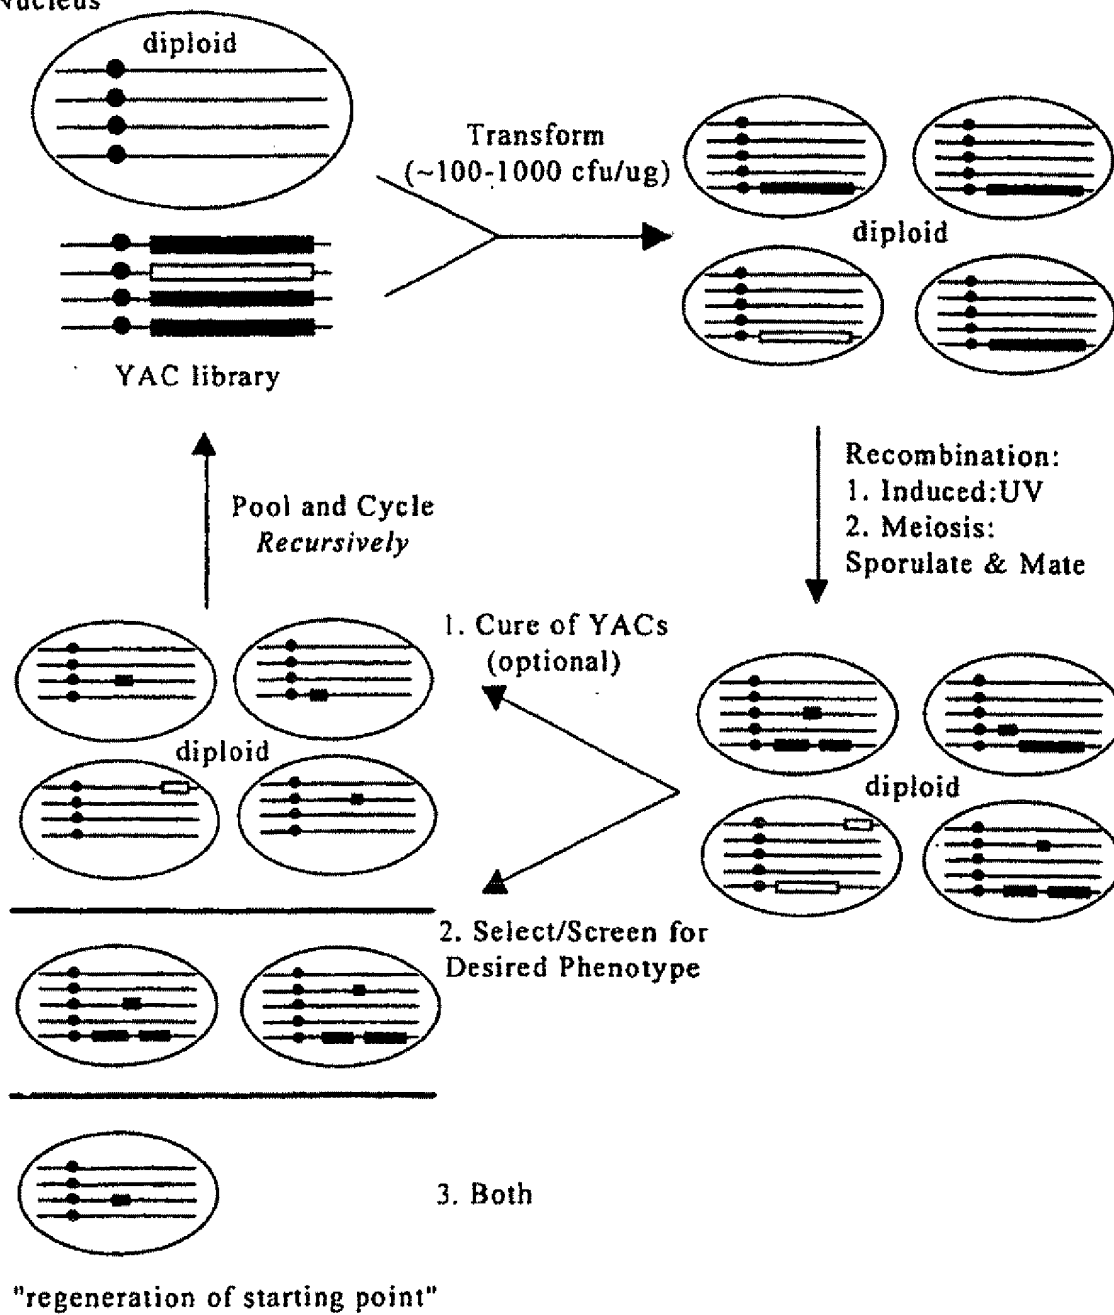 Nucleus
diploid
Transform
(~100-1000 cfu/ug)
diploid
YAC library
Recombination:
1. Induced:UV
2. Meiosis:
Sporulate & Mate
Pool and Cycle
Recursively
1. Cure of YACs
(optional)
diploid
diploid
2. Select/Screen for
Desired Phenotype
3. Both
"regeneration of starting point"